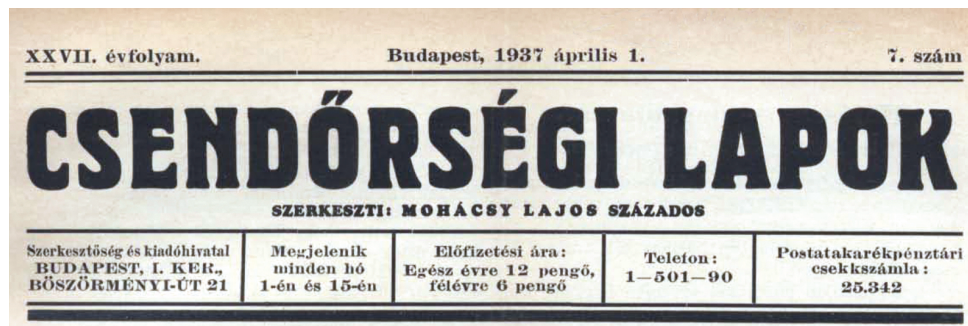 XXVII. évfolyam. Budapest, 1937 április 1. 7. szám
CSENDŐRSÉGI LAPOK
SZERKESZTI: MOHÁCSY LAJOS SZÁZADOS
Szerkesztőség és kiadóhivatal
BUDAPEST, I. KER.,
BÖSZÖRMÉNYI-ÚT 21
Megjelenik
minden hó
1-én és 15-én
Előfizetési ára:
Egész évre 12 pengő,
félévre 6 pengő
Telefon:
1—501—90
Postatakarékpénztári
csekkszámla:
25.342